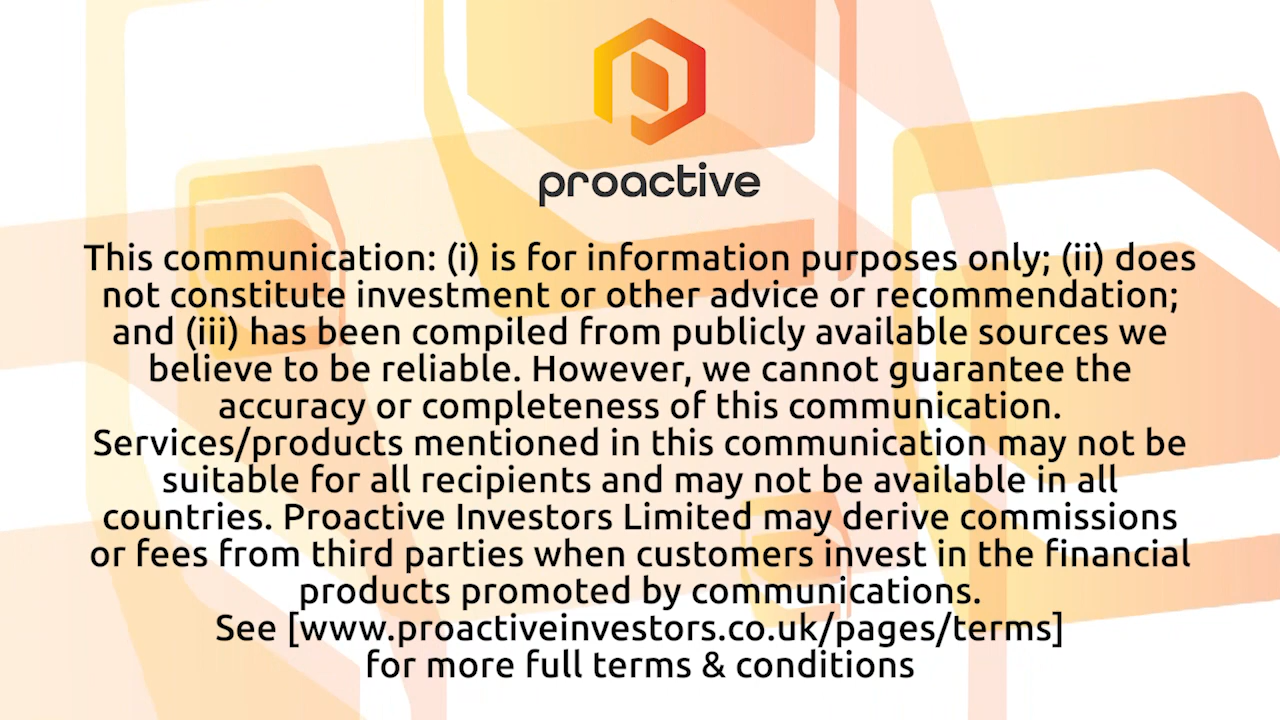 proactive
This communication: (i) is for information purposes only; (ii) does
not constitute investment or other advice or recommendation;
and (iii) has been compiled from publicly available sources we
believe to be reliable. However, we cannot guarantee the
accuracy or completeness of this communication.
Services/products mentioned in this communication may not be
suitable for all recipients and may not be available in all
countries. Proactive Investors Limited may derive commissions
or fees from third parties when customers invest in the financial
products promoted by communications.
See [www.proactiveinvestors.co.uk/pages/terms]
for more full terms & conditions